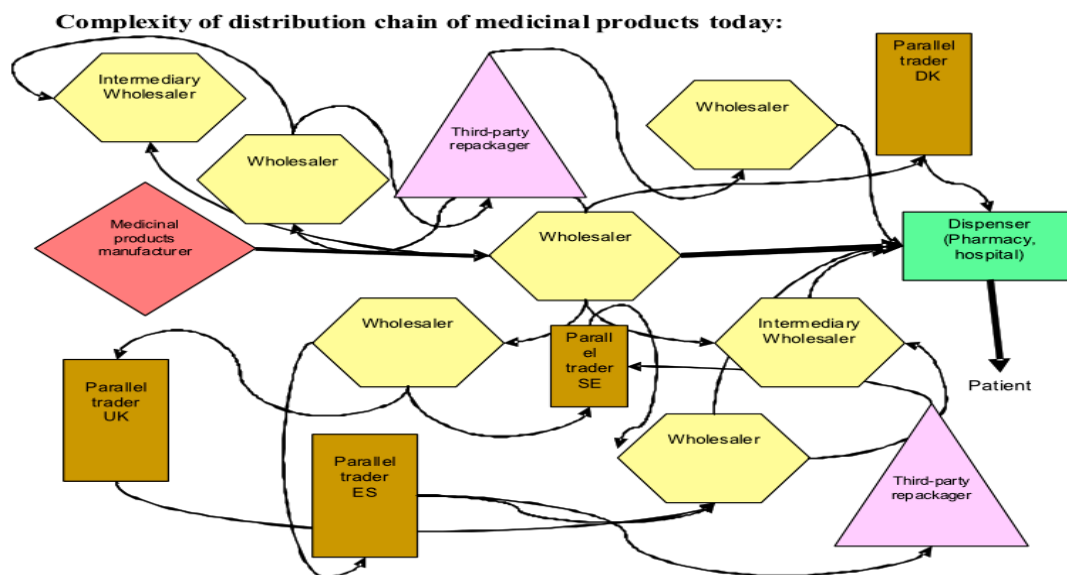 Complexity of distribution chain of medicinal products today:
Parallel
trader
DK
Intermediary
Wholesaler
Wholesaler
Third-party
repackager
Wholesaler
Medicinal
products
manufacturer
Wholesaler
Dispenser
(Pharmacy,
hospital)
Wholesaler
Parall
el
trader
SE
Intermediary
Wholesaler
Patient
Parallel
trader
UK
Parallel
trader
ES
Wholesaler
Third-party
repackager